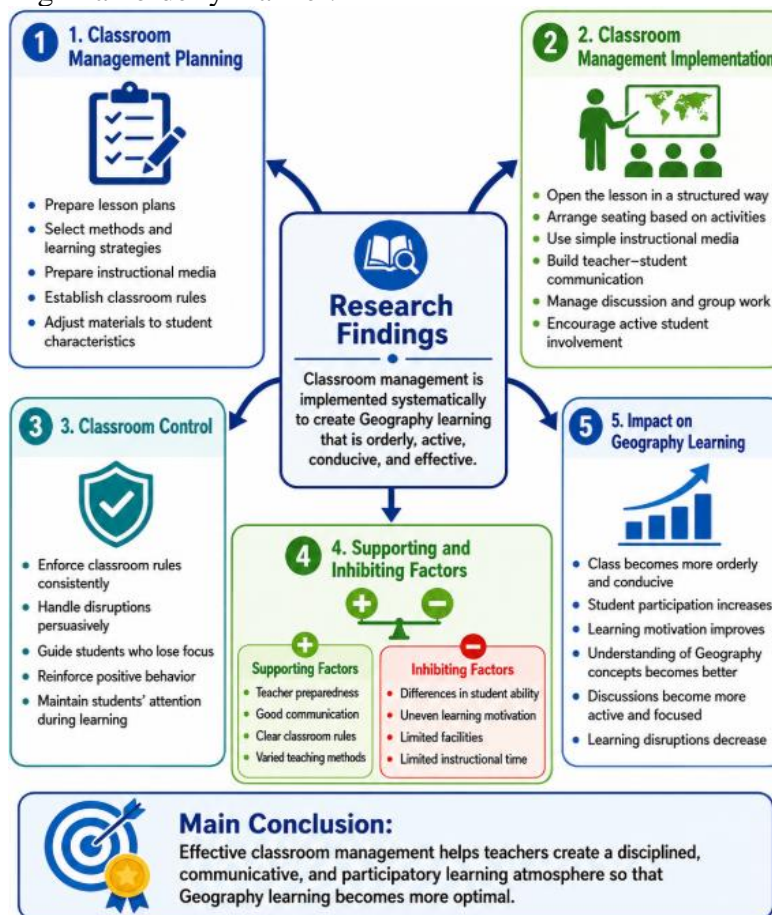 1
1. Classroom
Management Planning
• Prepare lesson plans
• Select methods and
learning strategies
• Prepare instructional media
• Establish classroom rules
• Adjust materials to student
characteristics
2
2. Classroom
Management Implementation
• Open the lesson in a structured way
• Arrange seating based on activities
• Use simple instructional media
• Build teacher–student
communication
• Manage discussion and group work
• Encourage active student
involvement
Research
Findings
Classroom management is
implemented systematically
to create Geography learning
that is orderly, active,
conducive, and effective.
3
3. Classroom Control
• Enforce classroom rules
consistently
• Handle disruptions
persuasively
• Guide students who lose focus
• Reinforce positive behavior
• Maintain students' attention
during learning
4
4. Supporting and
Inhibiting Factors
Supporting Factors
• Teacher preparedness
• Good communication
• Clear classroom rules
• Varied teaching methods
Inhibiting Factors
• Differences in student ability
• Uneven learning motivation
• Limited facilities
• Limited instructional time
5
5. Impact on
Geography Learning
• Class becomes more orderly
and conducive
• Student participation increases
• Learning motivation improves
• Understanding of Geography
concepts becomes better
• Discussions become more
active and focused
• Learning disruptions decrease
Main Conclusion:
Effective classroom management helps teachers create a disciplined,
communicative, and participatory learning atmosphere so that
Geography learning becomes more optimal.